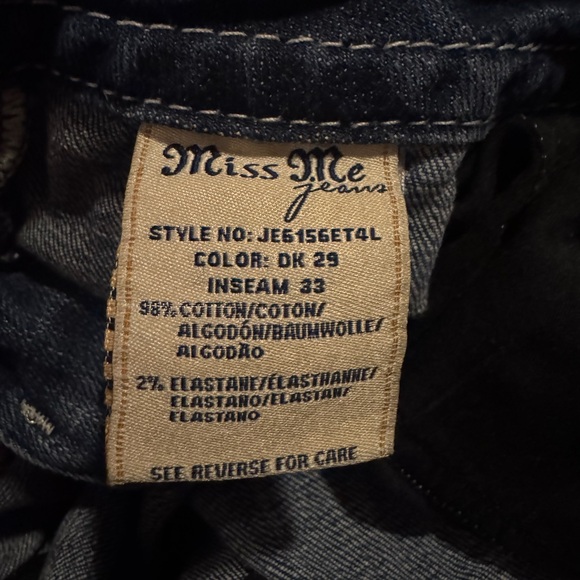 Miss Me
jeans
STYLE NO: JE6156ET4L
COLOR: DK 29
INSEAM 33
98% COTTON/COTON/
ALGODÓN/BAUMWOLLE/
ALGODÃO
2% ELASTANE/ÉLASTHANNE/
ELASTANO/ELASTAN/
ELASTANO
SEE REVERSE FOR CARE